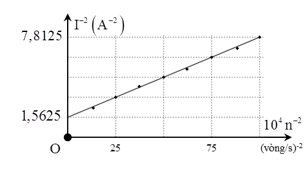 I⁻² (A⁻²)
7,8125
1,5625
O
25
75
10⁴ n⁻²
(vòng/s)⁻²